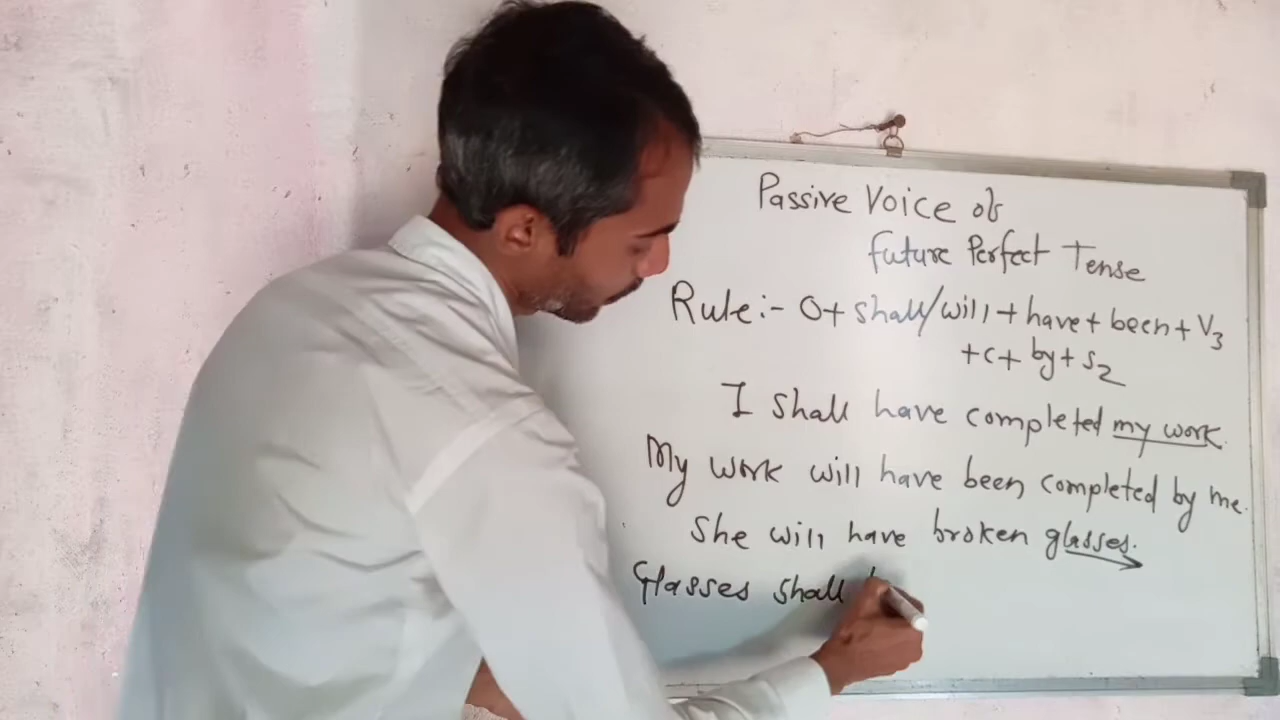 Passive Voice of
Future Perfect Tense
Rule:- O+ shall/will + have + been + V3
+c+ by + S2
I shall have completed my work.
My work will have been completed by me.
She will have broken glasses.
Glasses shall